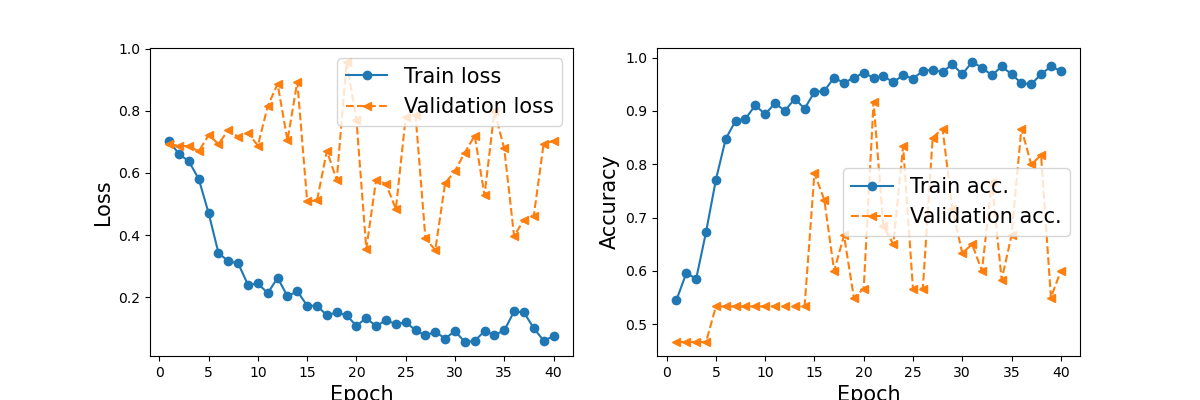 1.0
0.8
0.6
0.4
0.2
Loss
0 5 10 15 20 25 30 35 40
Epoch
Train loss
Validation loss
1.0
0.9
0.8
0.7
0.6
0.5
Accuracy
0 5 10 15 20 25 30 35 40
Epoch
Train acc.
Validation acc.